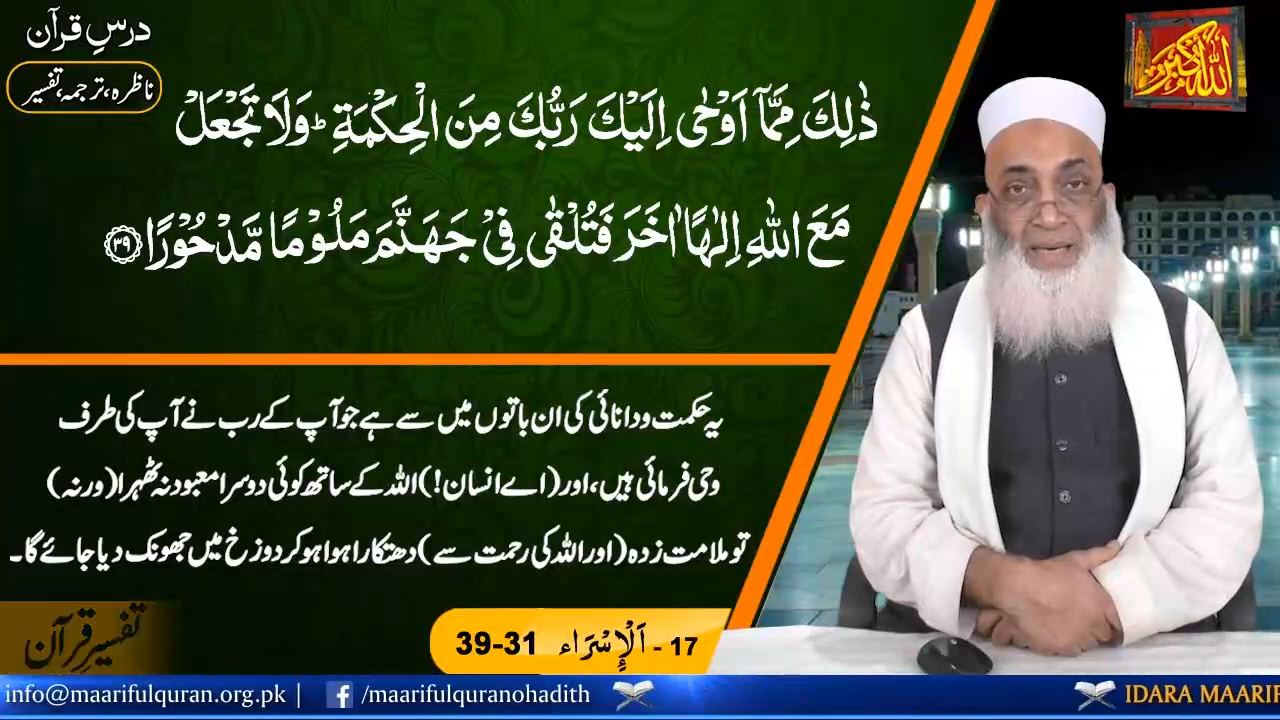 درسِ قرآن
ناظرہ، ترجمہ، تفسیر
اللہ اکبر
ذٰلِكَ مِمَّاۤ اَوْحٰۤى اِلَیْكَ رَبُّكَ مِنَ الْحِكْمَةِؕ وَلَا تَجْعَلْ
مَعَ اللّٰهِ اِلٰهًا اٰخَرَ فَتُلْقٰى فِیْ جَهَنَّمَ مَلُوْمًا مَّدْحُوْرًا ﴿۳۹﴾
یہ حکمت و دانائی کی ان باتوں میں سے ہے جو آپ کے رب نے آپ کی طرف
وحی فرمائی ہیں، اور (اے انسان!) اللہ کے ساتھ کوئی دوسرا معبود نہ ٹھہرا (ورنہ)
تو ملامت زدہ (اور اللہ کی رحمت سے) دھتکارا ہوا ہو کر دوزخ میں جھونک دیا جائے گا۔
تفسیرِ قرآن
17 - اَلْإِسْرَاء 31-39
info@maarifulquran.org.pk | /maarifulquranohadith IDARA MAARIF